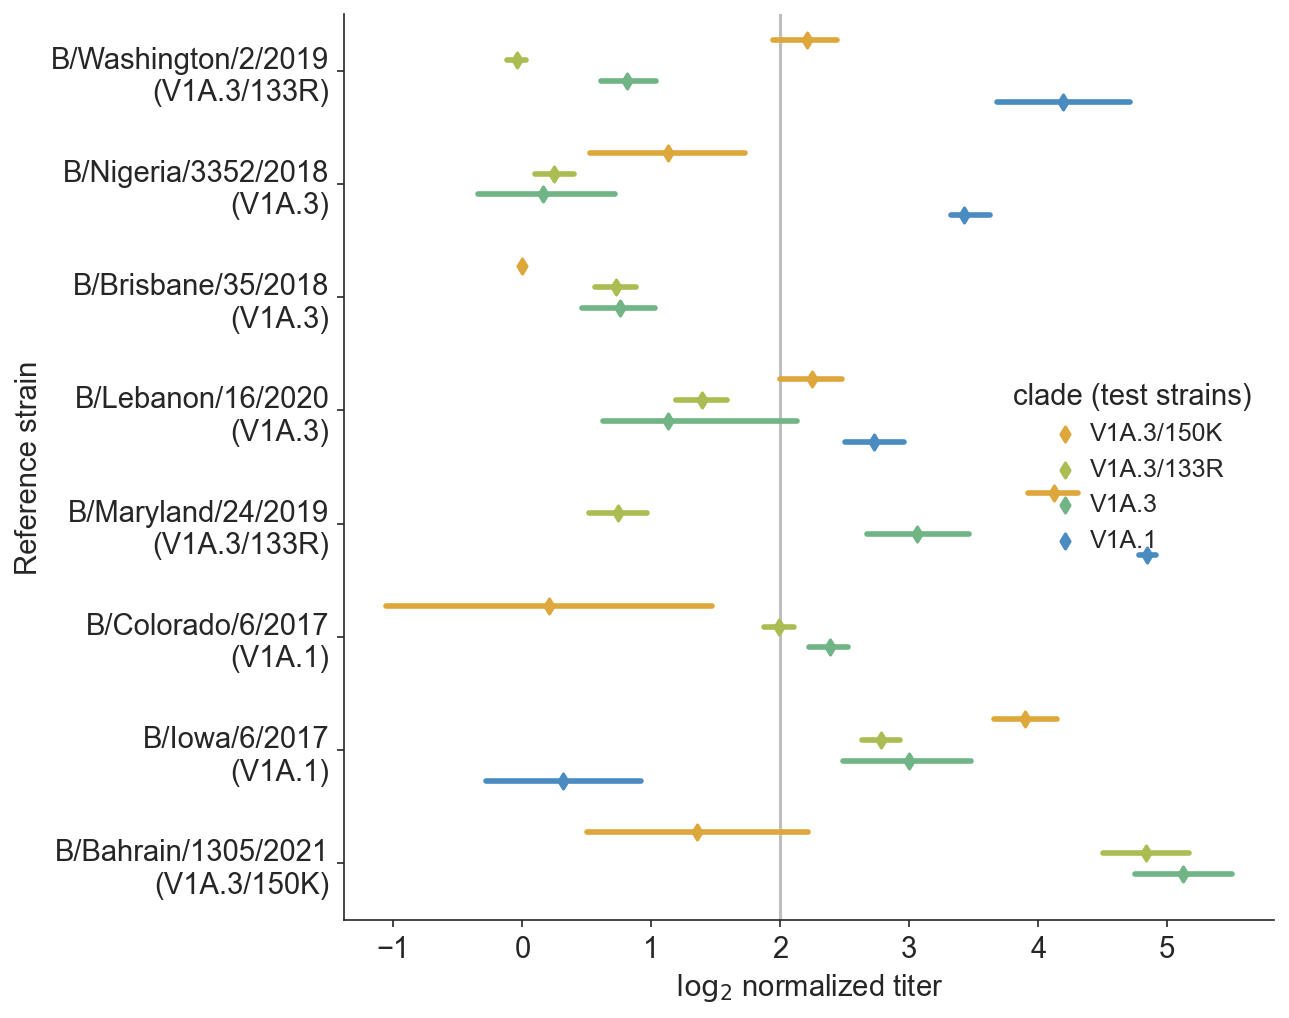 B/Washington/2/2019
(V1A.3/133R)
B/Nigeria/3352/2018
(V1A.3)
B/Brisbane/35/2018
(V1A.3)
B/Lebanon/16/2020
(V1A.3)
B/Maryland/24/2019
(V1A.3/133R)
B/Colorado/6/2017
(V1A.1)
B/Iowa/6/2017
(V1A.1)
B/Bahrain/1305/2021
(V1A.3/150K)
Reference strain
clade (test strains)
V1A.3/150K
V1A.3/133R
V1A.3
V1A.1
−1 0 1 2 3 4 5
log₂ normalized titer